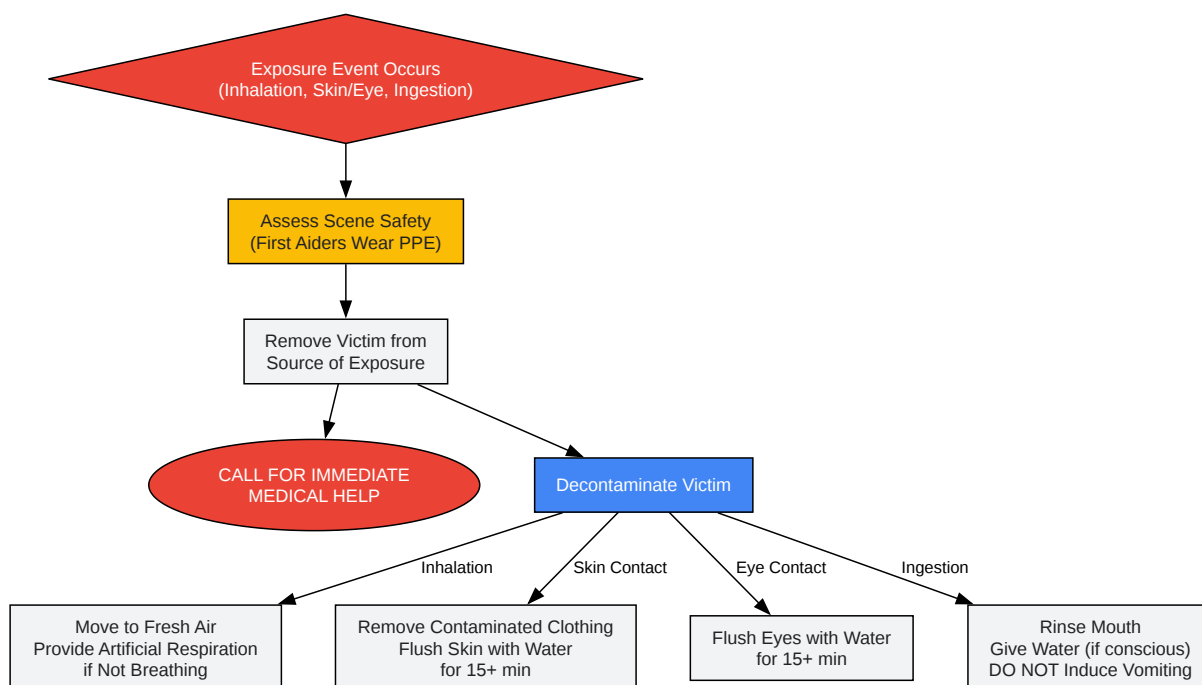 Exposure Event Occurs
(Inhalation, Skin/Eye, Ingestion)
Assess Scene Safety
(First Aiders Wear PPE)
Remove Victim from
Source of Exposure
CALL FOR IMMEDIATE
MEDICAL HELP
Decontaminate Victim
Inhalation
Skin Contact
Eye Contact
Ingestion
Move to Fresh Air
Provide Artificial Respiration
if Not Breathing
Remove Contaminated Clothing
Flush Skin with Water
for 15+ min
Flush Eyes with Water
for 15+ min
Rinse Mouth
Give Water (if conscious)
DO NOT Induce Vomiting